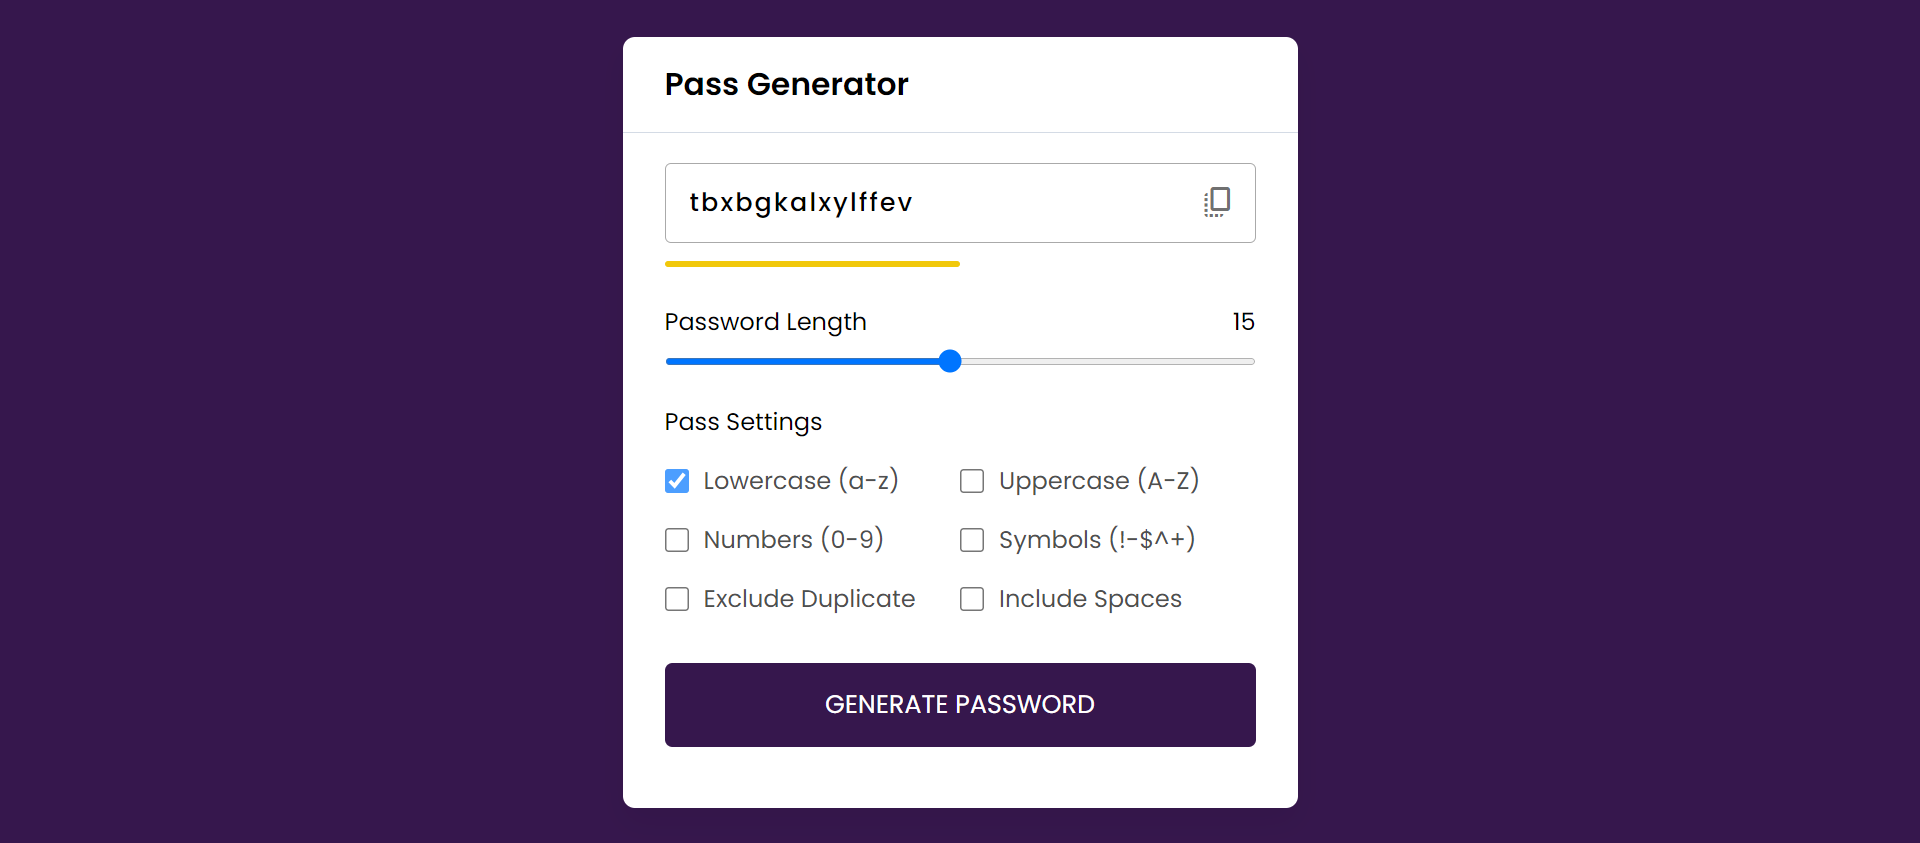 Pass Generator
tbxbgkalxylffev
Password Length 15
Pass Settings
Lowercase (a-z) Uppercase (A-Z)
Numbers (0-9) Symbols (!-$^+)
Exclude Duplicate Include Spaces
GENERATE PASSWORD